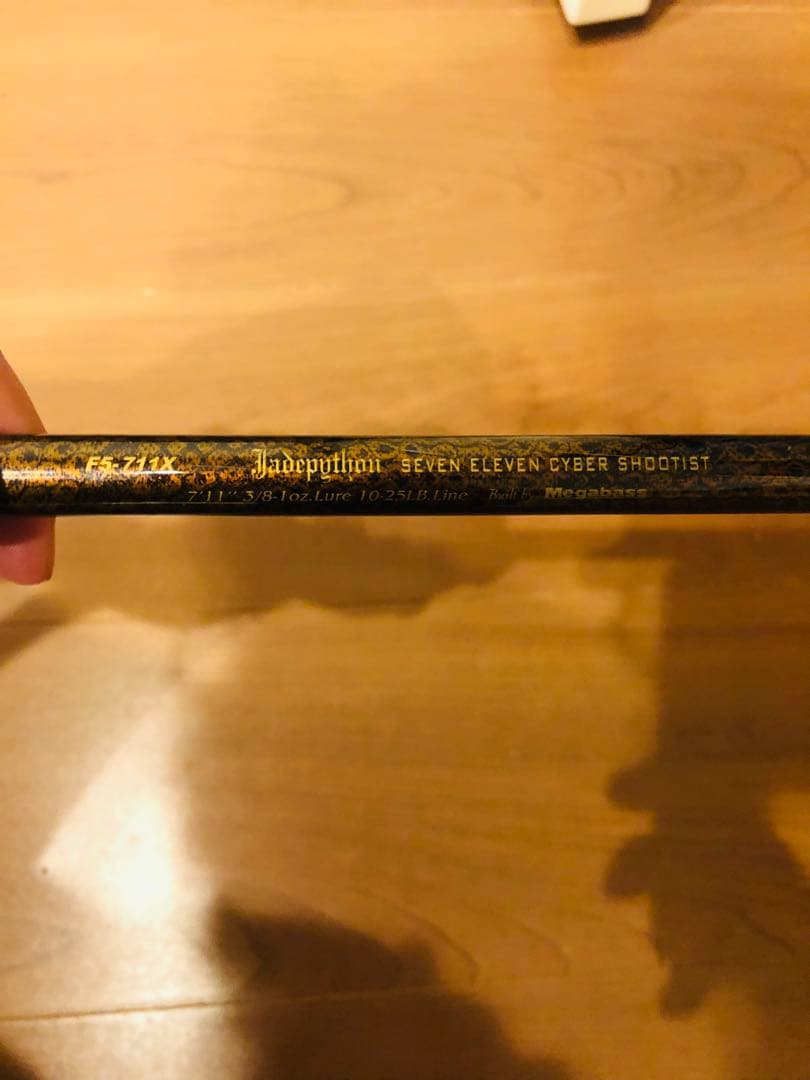 F5-711X Jadepython SEVEN ELEVEN CYBER SHOOTIST
7'11" 3/8-1oz.Lure 10-25LB Line Built by Megabass